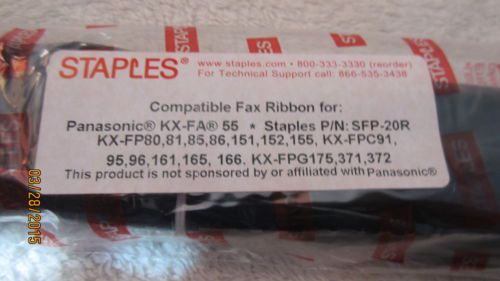 STAPLES® www.staples.com • 800-333-3330 (reorder)
For Technical Support call: 866-535-3438
Compatible Fax Ribbon for:
Panasonic® KX-FA® 55 * Staples P/N: SFP-20R
KX-FP80,81,85,86,151,152,155, KX-FPC91,
95,96,161,165, 166. KX-FPG175,371,372
This product is not sponsored by or affiliated with Panasonic®
03/28/2015
STAPLES